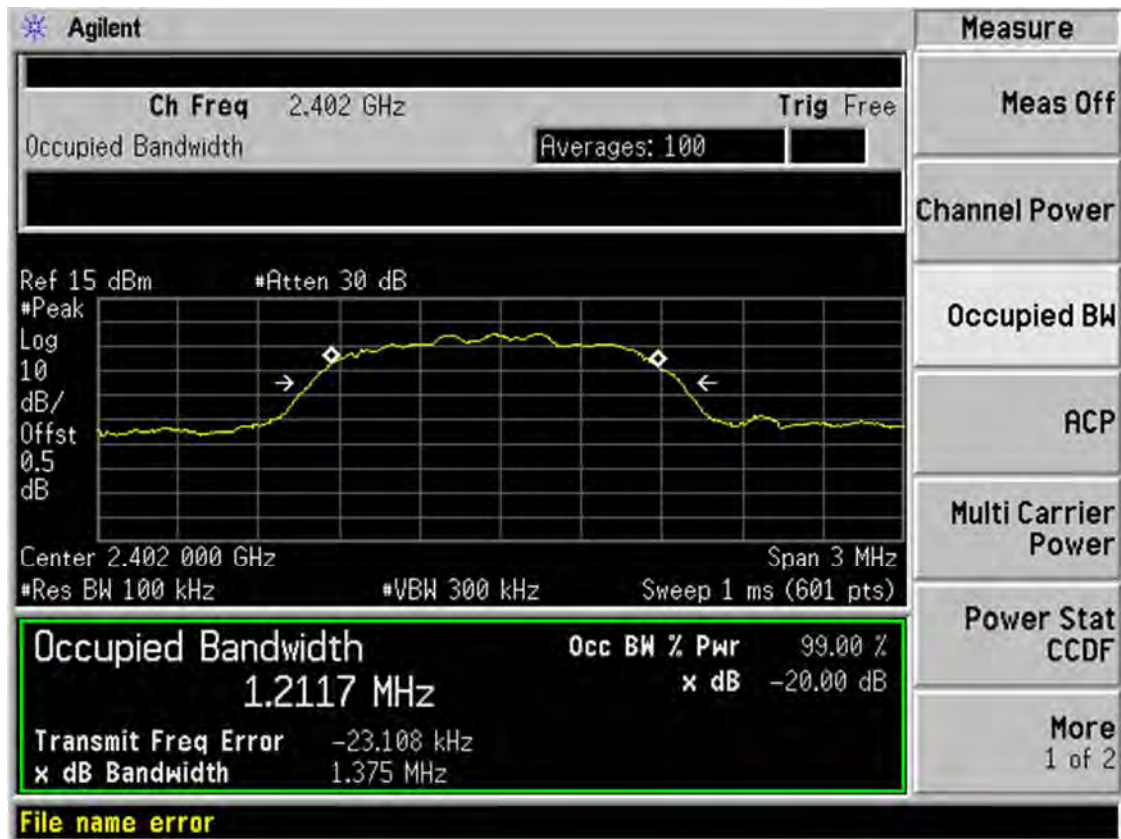 Agilent
Measure
Ch Freq 2.402 GHz Trig Free
Occupied Bandwidth Averages: 100
Meas Off
Channel Power
Occupied BW
ACP
Multi Carrier
Power
Power Stat
CCDF
More
1 of 2
Ref 15 dBm #Atten 30 dB
#Peak
Log
10
dB/
Offst
0.5
dB
Center 2.402 000 GHz Span 3 MHz
#Res BW 100 kHz #VBW 300 kHz Sweep 1 ms (601 pts)
Occupied Bandwidth Occ BW % Pwr 99.00 %
1.2117 MHz x dB -20.00 dB
Transmit Freq Error -23.108 kHz
x dB Bandwidth 1.375 MHz
File name error